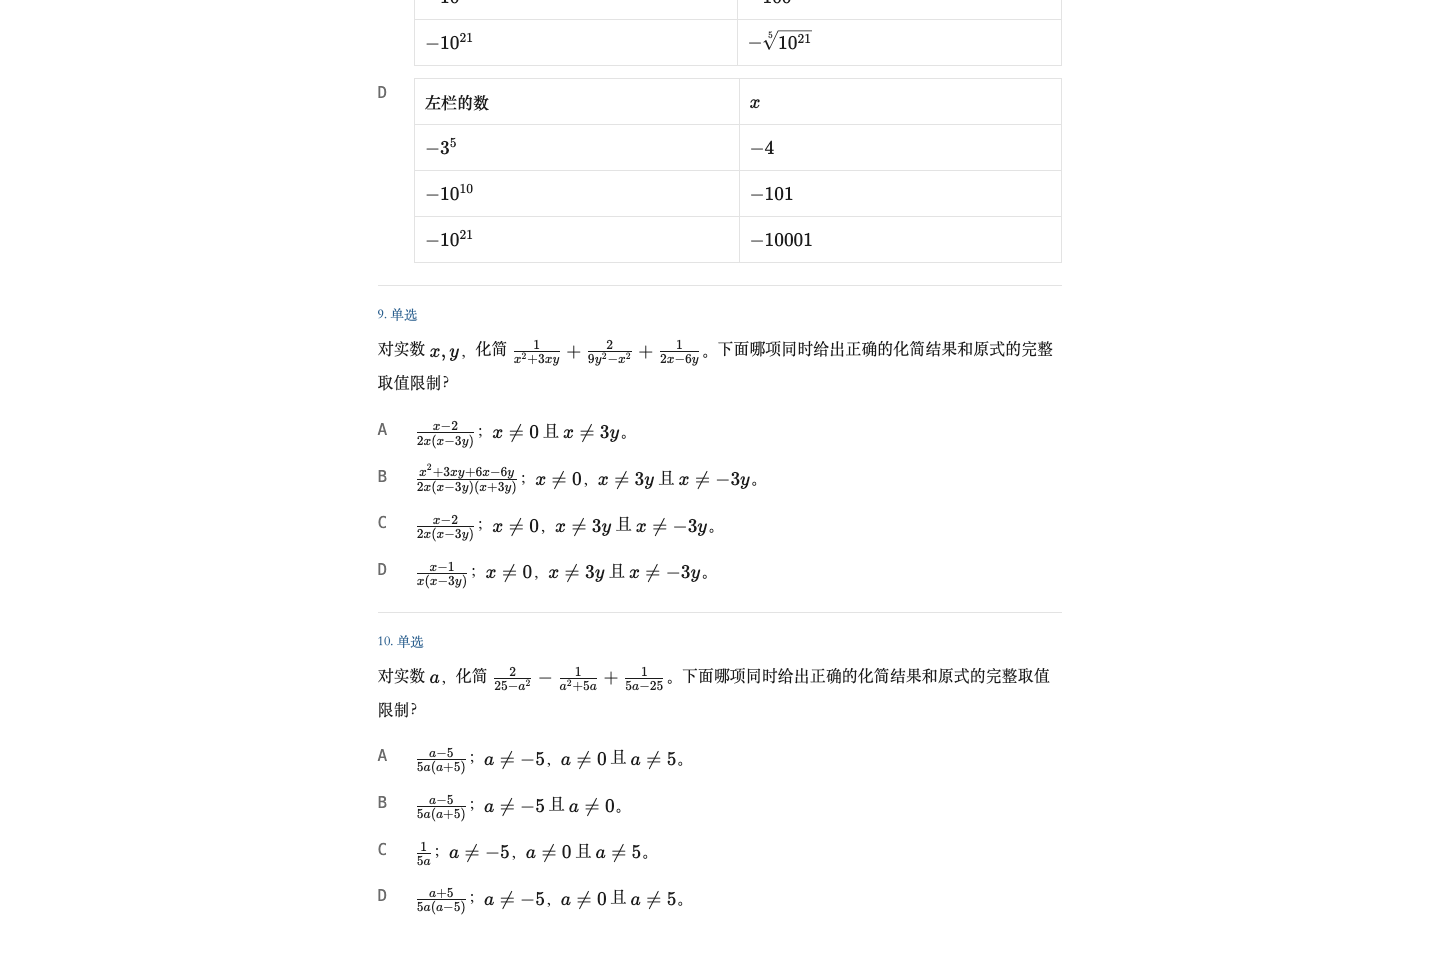 −10²¹ −⁵√10²¹
D 左栏的数 x
−3⁵ −4
−10¹⁰ −101
−10²¹ −10001
9. 单选
对实数 x, y，化简 1/(x²+3xy) + 2/(9y²−x²) + 1/(2x−6y)。下面哪项同时给出正确的化简结果和原式的完整
取值限制？
A (x−2)/(2x(x−3y))；x ≠ 0 且 x ≠ 3y。
B (x²+3xy+6x−6y)/(2x(x−3y)(x+3y))；x ≠ 0，x ≠ 3y 且 x ≠ −3y。
C (x−2)/(2x(x−3y))；x ≠ 0，x ≠ 3y 且 x ≠ −3y。
D (x−1)/(x(x−3y))；x ≠ 0，x ≠ 3y 且 x ≠ −3y。
10. 单选
对实数 a，化简 2/(25−a²) − 1/(a²+5a) + 1/(5a−25)。下面哪项同时给出正确的化简结果和原式的完整取值
限制？
A (a−5)/(5a(a+5))；a ≠ −5，a ≠ 0 且 a ≠ 5。
B (a−5)/(5a(a+5))；a ≠ −5 且 a ≠ 0。
C 1/(5a)；a ≠ −5，a ≠ 0 且 a ≠ 5。
D (a+5)/(5a(a−5))；a ≠ −5，a ≠ 0 且 a ≠ 5。